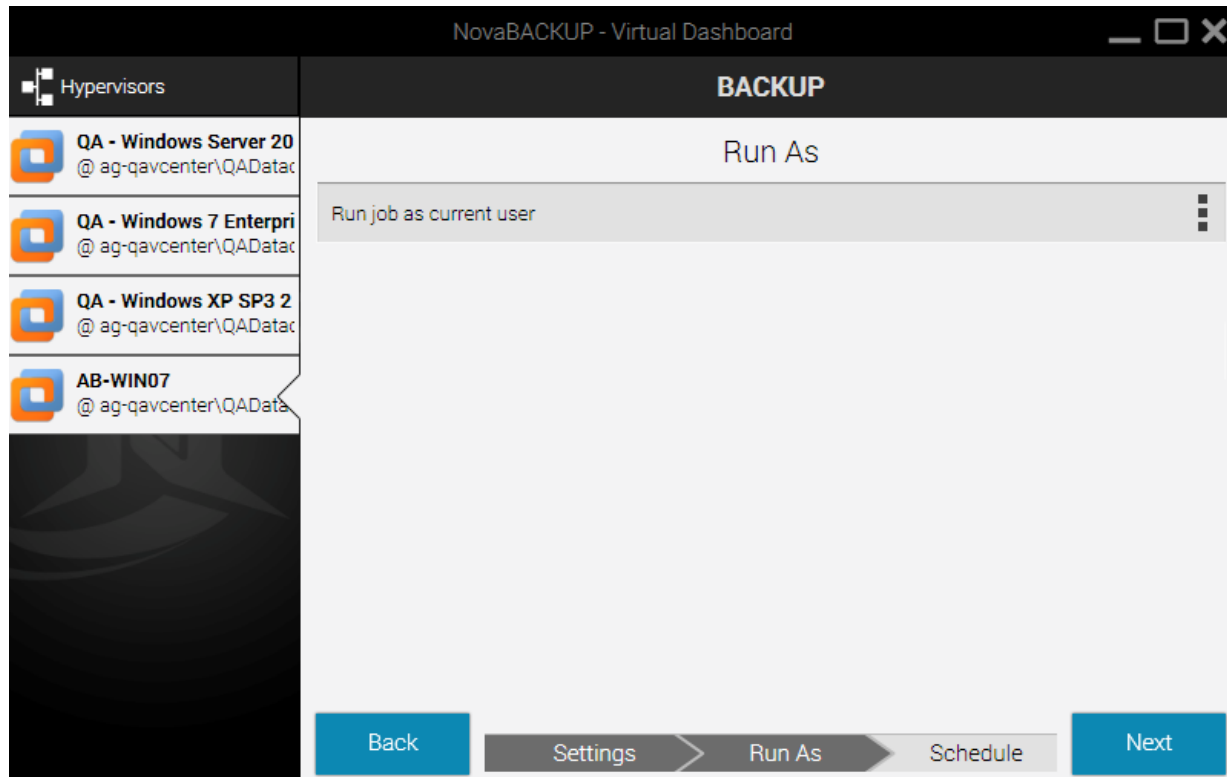 NovaBACKUP - Virtual Dashboard
Hypervisors
BACKUP
QA - Windows Server 20
@ ag-qavcenter\QADatac
QA - Windows 7 Enterpri
@ ag-qavcenter\QADatac
QA - Windows XP SP3 2
@ ag-qavcenter\QADatac
AB-WIN07
@ ag-qavcenter\QAData
Run As
Run job as current user
Back
Settings
Run As
Schedule
Next